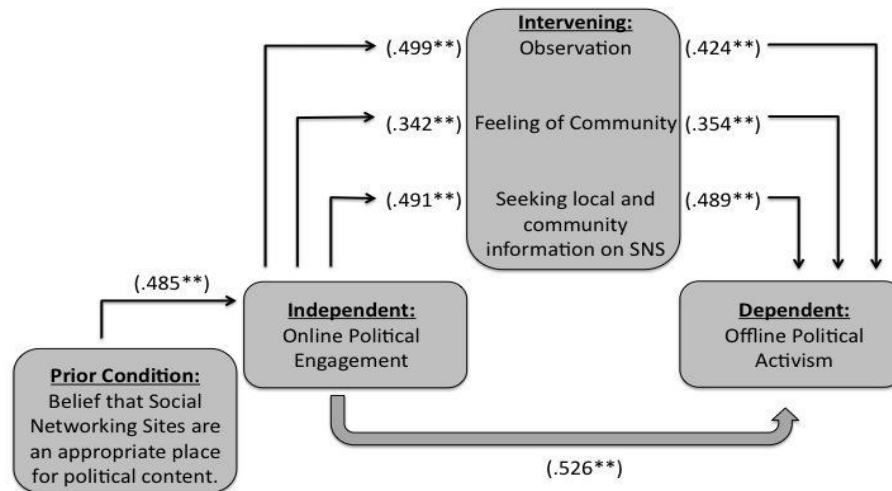 Intervening:
(.499**) Observation (.424**)
(.342**) Feeling of Community (.354**)
(.491**) Seeking local and (.489**)
community
information on SNS
(.485**)
Independent:
Online Political
Engagement
Dependent:
Offline Political
Activism
Prior Condition:
Belief that Social
Networking Sites are
an appropriate place
for political content.
(.526**)